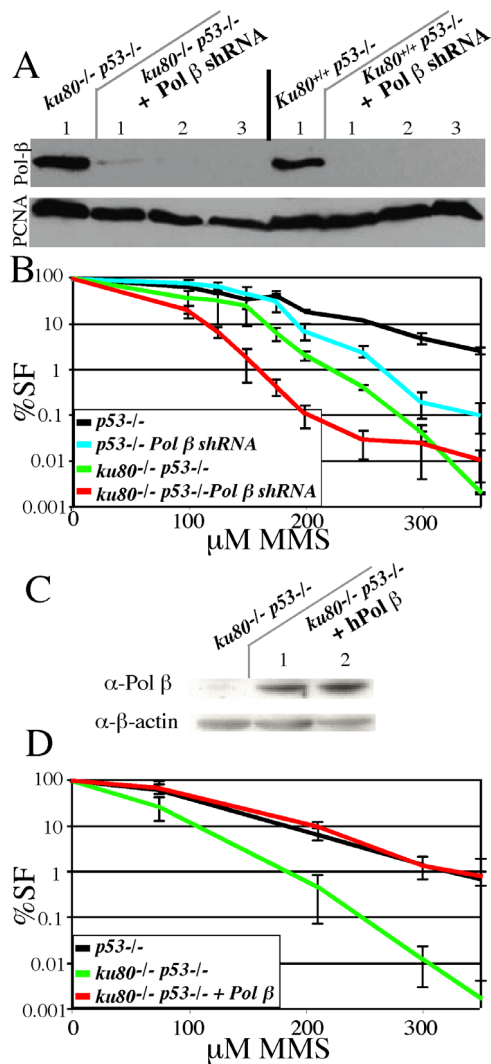 A
ku80-/- p53-/-
ku80-/- p53-/-
+ Pol β shRNA
Ku80+/+ p53-/-
Ku80+/+ p53-/-
+ Pol β shRNA
1 1 2 3 1 1 2 3
Pol-β
PCNA
B
100
10
1
0.1
0.01
0.001
%SF
p53-/-
p53-/- Pol β shRNA
ku80-/- p53-/-
ku80-/- p53-/-Pol β shRNA
0 100 200 300
μM MMS
C
ku80-/- p53-/-
ku80-/- p53-/-
+ hPol β
1 2
α-Pol β
α-β-actin
D
100
10
1
0.1
0.01
0.001
%SF
p53-/-
ku80-/- p53-/-
ku80-/- p53-/- + Pol β
0 100 200 300
μM MMS